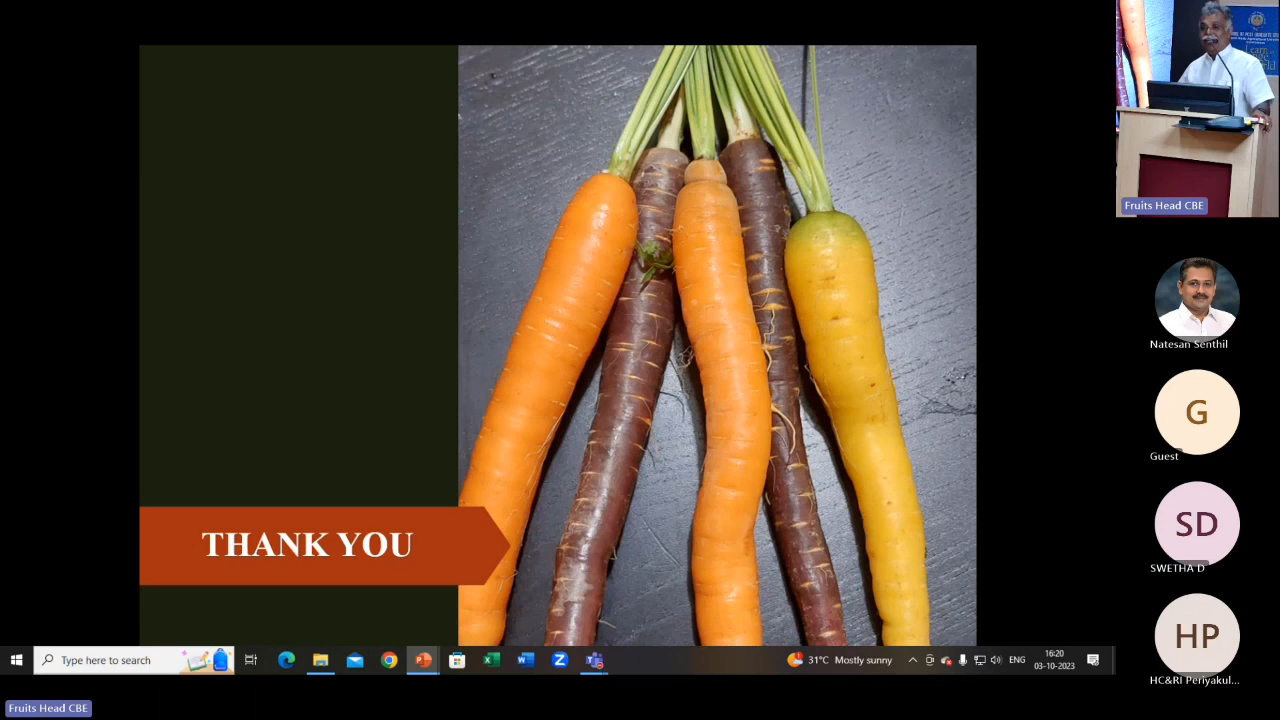 THANK YOU
Fruits Head CBE
Natesan Senthil
G
Guest
SD
SWETHA D
HP
HC&RI Periyakul...
Type here to search
31°C Mostly sunny
ENG
16:20
03-10-2023
Fruits Head CBE